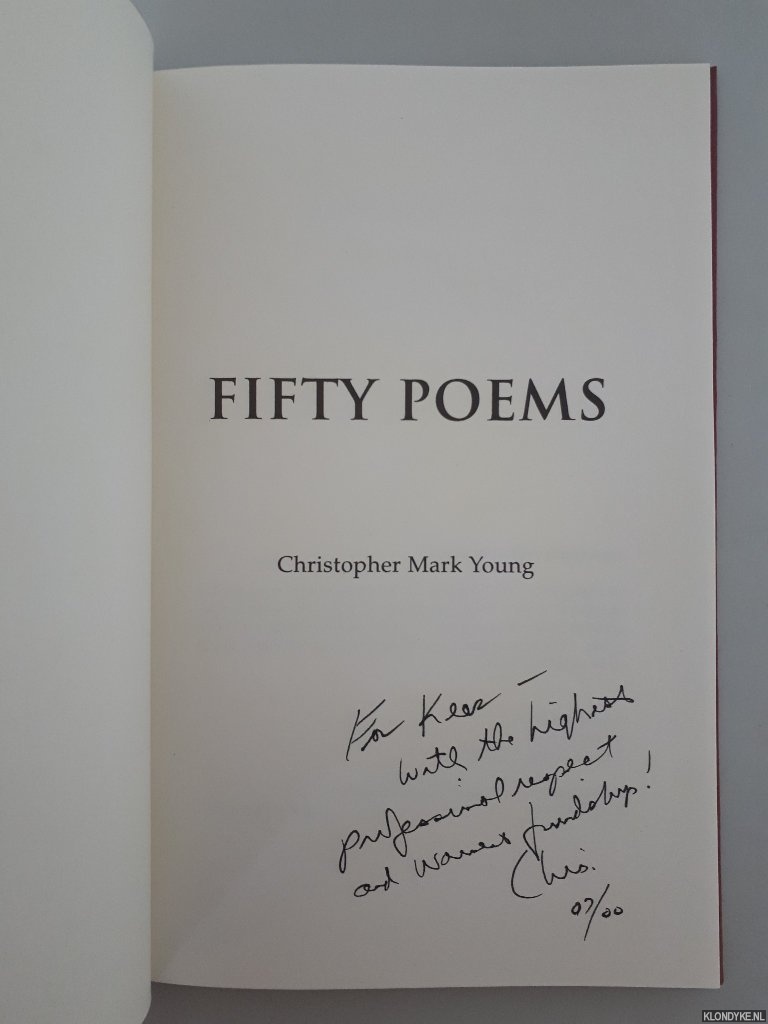 FIFTY POEMS
Christopher Mark Young
For Kees –
with the highest
professional respect
and warmest friendship!
Chris.
07/00
KLONDYKE.NL